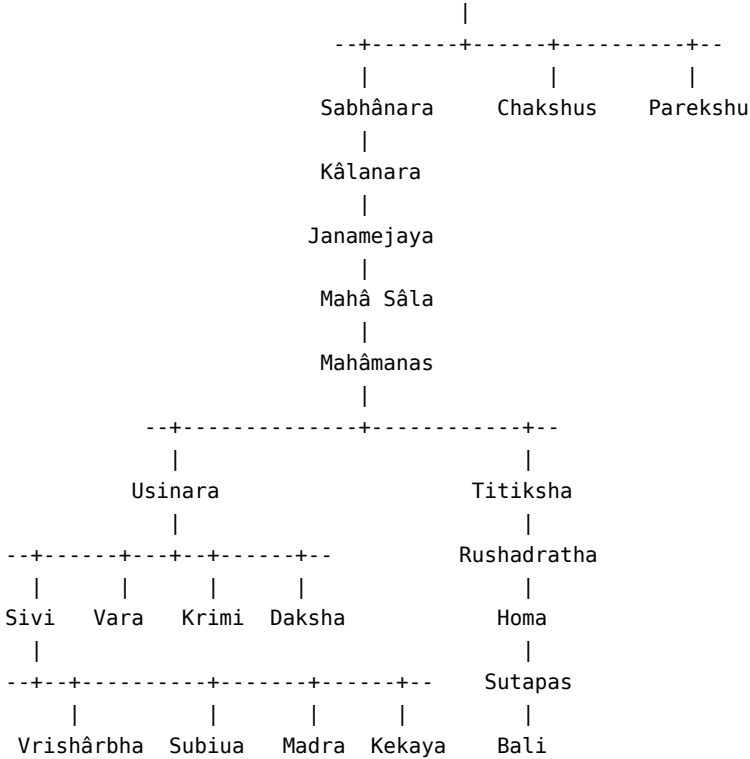 |
--+-------+------+----------+--
| | |
Sabhânara Chakshus Parekshu
|
Kâlanara
|
Janamejaya
|
Mahâ Sâla
|
Mahâmanas
|
--+--------------+------------+--
| |
Usinara Titiksha
| |
--+------+---+--+------+-- Rushadratha
| | | | |
Sivi Vara Krimi Daksha Homa
| |
--+--+----------+-------+------+-- Sutapas
| | | | |
Vrishârbha Subiua Madra Kekaya Bali